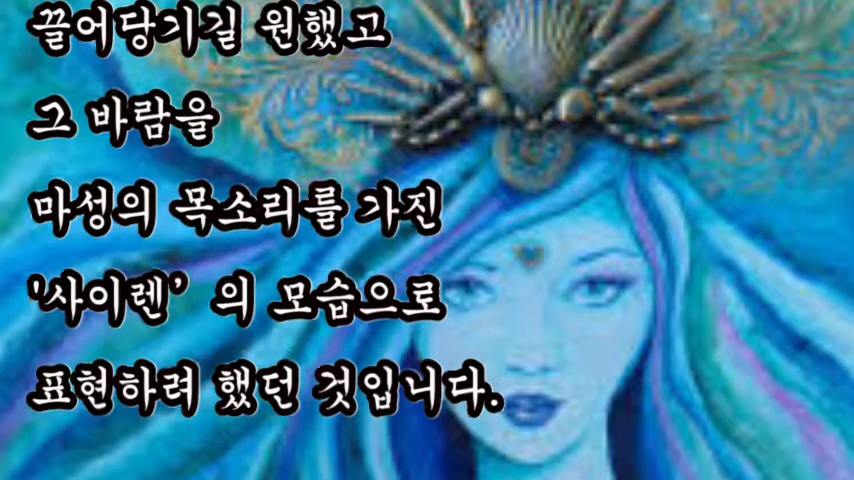 끌어당기길 원했고
그 바람을
마성의 목소리를 가진
'사이렌’ 의 모습으로
표현하려 했던 것입니다.